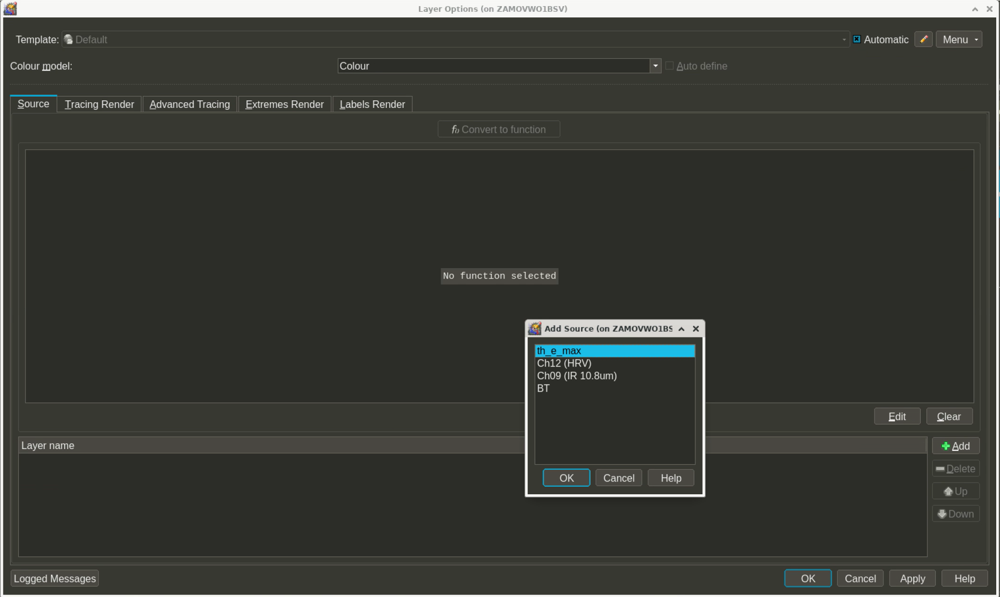 Layer Options (on ZAMOVWO1BSV)
Template: Default Automatic Menu
Colour model: Colour Auto define
Source Tracing Render Advanced Tracing Extremes Render Labels Render
Convert to function
No function selected
Add Source (on ZAMOVWO1BS
th_e_max
Ch12 (HRV)
Ch09 (IR 10.8um)
BT
OK Cancel Help
Edit Clear
Layer name
Add
Delete
Up
Down
Logged Messages OK Cancel Apply Help